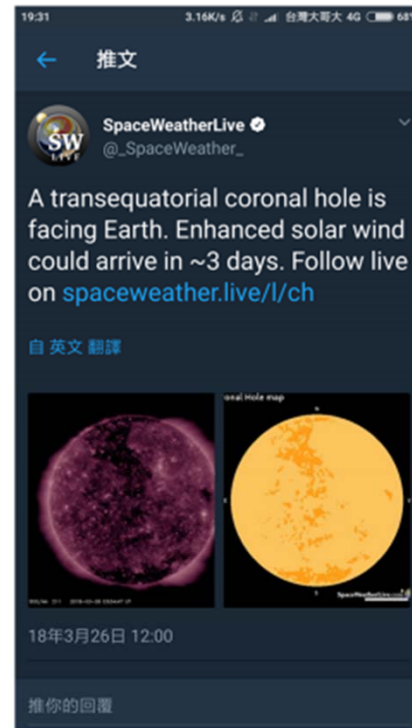 19:31 3.16K/s 台灣大哥大 4G 68%
推文
SW
LIVE
SpaceWeatherLive
@_SpaceWeather_
A transequatorial coronal hole is
facing Earth. Enhanced solar wind
could arrive in ~3 days. Follow live
on spaceweather.live/l/ch
自 英文 翻譯
onal Hole map
N
S
18年3月26日 12:00
推你的回覆